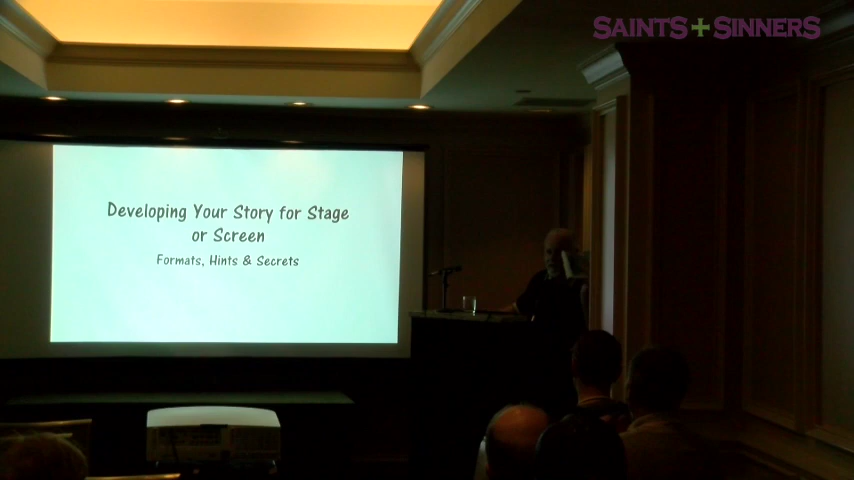 SAINTS+SINNERS
Developing Your Story for Stage
or Screen
Formats, Hints & Secrets